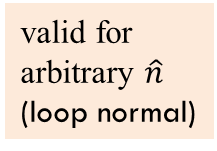 valid for
arbitrary n̂
(loop normal)